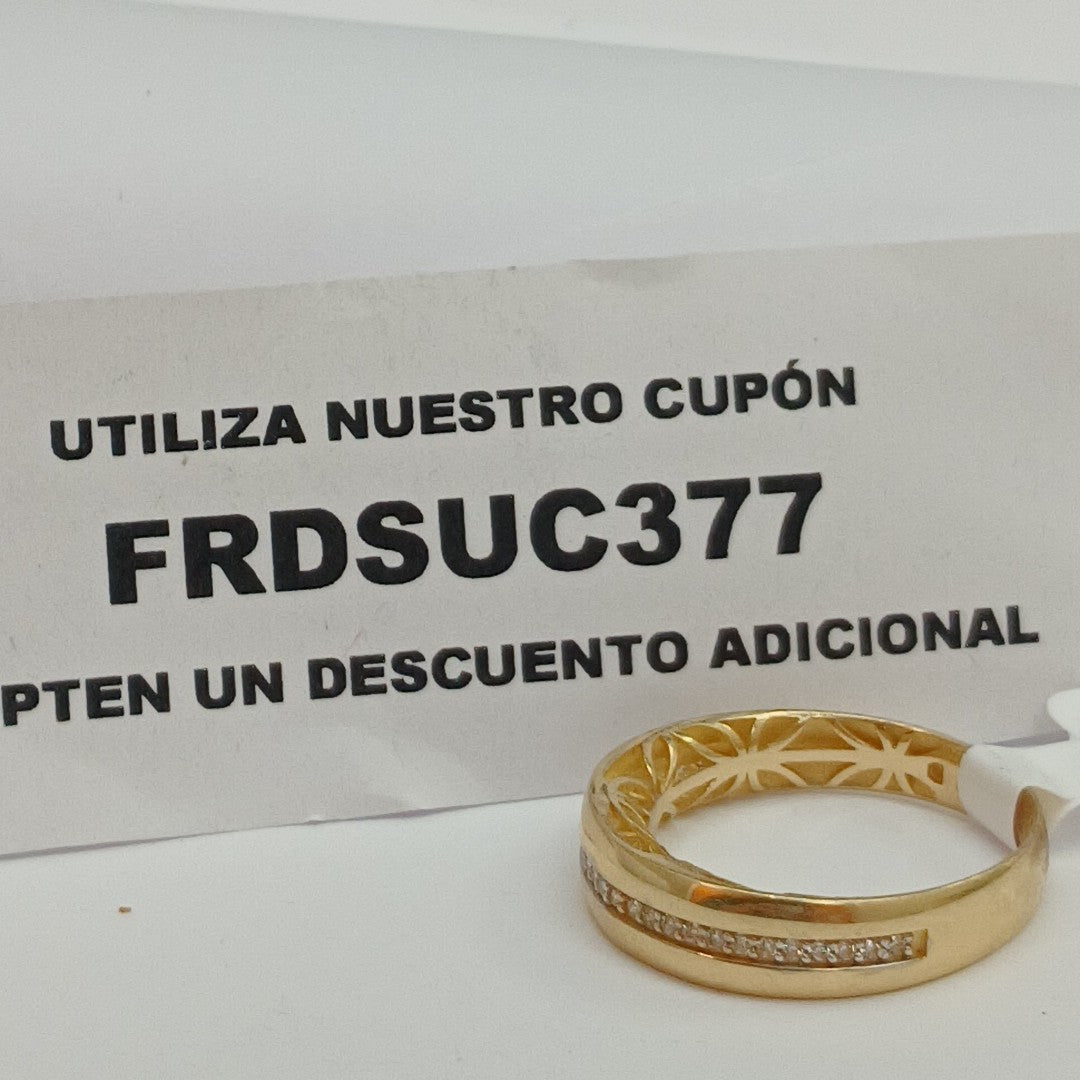 UTILIZA NUESTRO CUPÓN
FRDSUC377
PTEN UN DESCUENTO ADICIONAL